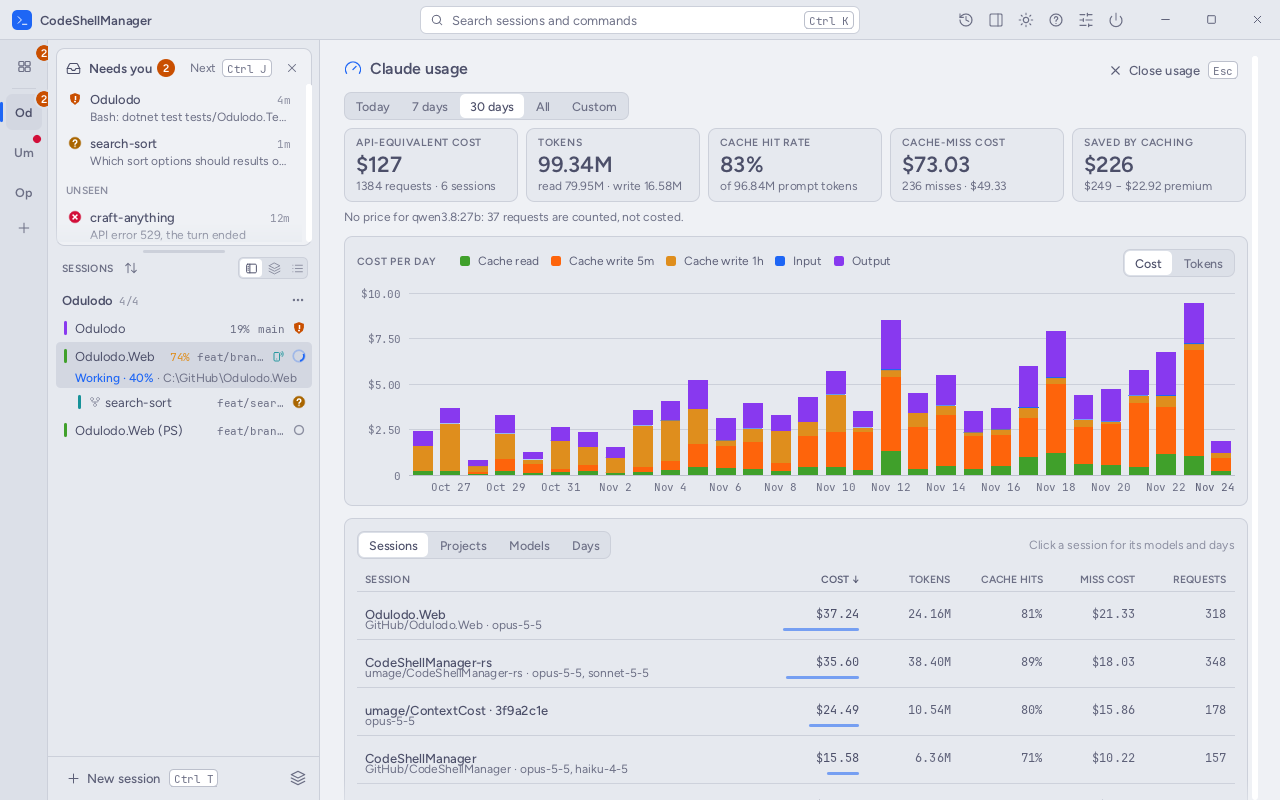 CodeShellManager
Search sessions and commands Ctrl K
2
Od 2
Um
Op
Needs you 2 Next Ctrl J
Odulodo 4m
Bash: dotnet test tests/Odulodo.Te…
search-sort 1m
Which sort options should results o…
UNSEEN
craft-anything 12m
API error 529, the turn ended
SESSIONS
Odulodo 4/4
Odulodo 19% main
Odulodo.Web 74% feat/bran…
Working · 40% · C:\GitHub\Odulodo.Web
search-sort feat/sear…
Odulodo.Web (PS) feat/bran…
New session Ctrl T
Claude usage
Close usage Esc
Today 7 days 30 days All Custom
API-EQUIVALENT COST
$127
1384 requests · 6 sessions
TOKENS
99.34M
read 79.95M · write 16.58M
CACHE HIT RATE
83%
of 96.84M prompt tokens
CACHE-MISS COST
$73.03
236 misses · $49.33
SAVED BY CACHING
$226
$249 − $22.92 premium
No price for qwen3.8:27b: 37 requests are counted, not costed.
COST PER DAY Cache read Cache write 5m Cache write 1h Input Output
Cost Tokens
$10.00
$7.50
$5.00
$2.50
0
Oct 27 Oct 29 Oct 31 Nov 2 Nov 4 Nov 6 Nov 8 Nov 10 Nov 12 Nov 14 Nov 16 Nov 18 Nov 20 Nov 22 Nov 24
Sessions Projects Models Days
Click a session for its models and days
SESSION COST ↓ TOKENS CACHE HITS MISS COST REQUESTS
Odulodo.Web $37.24 24.16M 81% $21.33 318
GitHub/Odulodo.Web · opus-5-5
CodeShellManager-rs $35.60 38.40M 89% $18.03 348
umage/CodeShellManager-rs · opus-5-5, sonnet-5-5
umage/ContextCost · 3f9a2c1e $24.49 10.54M 80% $15.86 178
opus-5-5
CodeShellManager $15.58 6.36M 71% $10.22 157
GitHub/CodeShellManager · opus-5-5, haiku-4-5